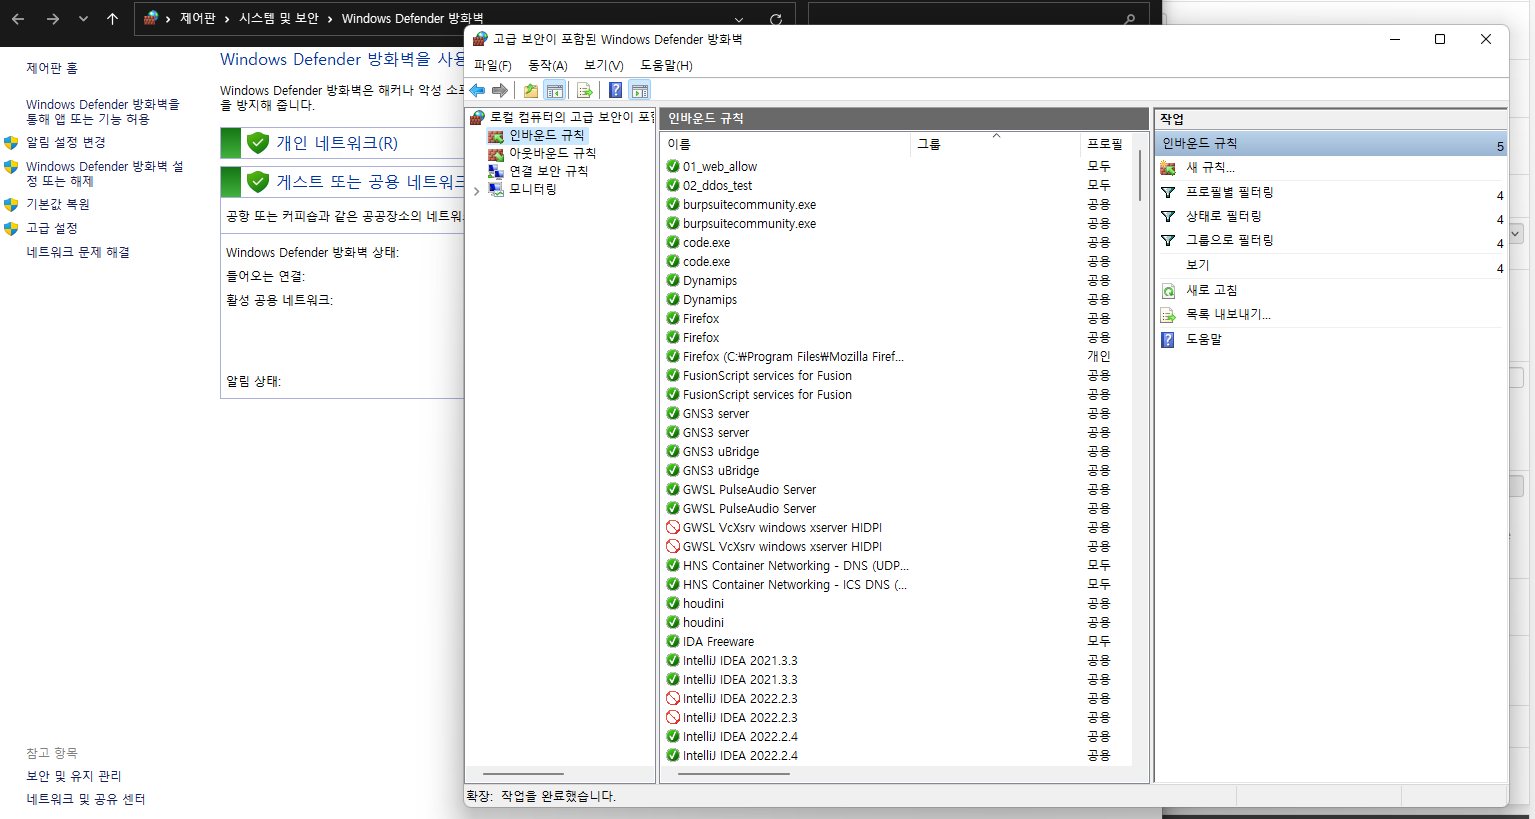 제어판 › 시스템 및 보안 › Windows Defender 방화벽
제어판 홈
Windows Defender 방화벽을
통해 앱 또는 기능 허용
알림 설정 변경
Windows Defender 방화벽 설
정 또는 해제
기본값 복원
고급 설정
네트워크 문제 해결
참고 항목
보안 및 유지 관리
네트워크 및 공유 센터
Windows Defender 방화벽을 사용
Windows Defender 방화벽은 해커나 악성 소프
을 방지해 줍니다.
개인 네트워크(R)
게스트 또는 공용 네트워크
공항 또는 커피숍과 같은 공공장소의 네트워
Windows Defender 방화벽 상태:
들어오는 연결:
활성 공용 네트워크:
알림 상태:
고급 보안이 포함된 Windows Defender 방화벽
파일(F) 동작(A) 보기(V) 도움말(H)
로컬 컴퓨터의 고급 보안이 포함
인바운드 규칙
아웃바운드 규칙
연결 보안 규칙
모니터링
인바운드 규칙
이름 그룹 프로필
01_web_allow 모두
02_ddos_test 모두
burpsuitecommunity.exe 공용
burpsuitecommunity.exe 공용
code.exe 공용
code.exe 공용
Dynamips 공용
Dynamips 공용
Firefox 공용
Firefox 공용
Firefox (C:₩Program Files₩Mozilla Firef... 개인
FusionScript services for Fusion 공용
FusionScript services for Fusion 공용
GNS3 server 공용
GNS3 server 공용
GNS3 uBridge 공용
GNS3 uBridge 공용
GWSL PulseAudio Server 공용
GWSL PulseAudio Server 공용
GWSL VcXsrv windows xserver HIDPI 공용
GWSL VcXsrv windows xserver HIDPI 공용
HNS Container Networking - DNS (UDP... 모두
HNS Container Networking - ICS DNS (... 모두
houdini 공용
houdini 공용
IDA Freeware 모두
IntelliJ IDEA 2021.3.3 공용
IntelliJ IDEA 2021.3.3 공용
IntelliJ IDEA 2022.2.3 공용
IntelliJ IDEA 2022.2.3 공용
IntelliJ IDEA 2022.2.4 공용
IntelliJ IDEA 2022.2.4 공용
작업
인바운드 규칙 5
새 규칙...
프로필별 필터링 4
상태로 필터링 4
그룹으로 필터링 4
보기 4
새로 고침
목록 내보내기...
도움말
확장: 작업을 완료했습니다.